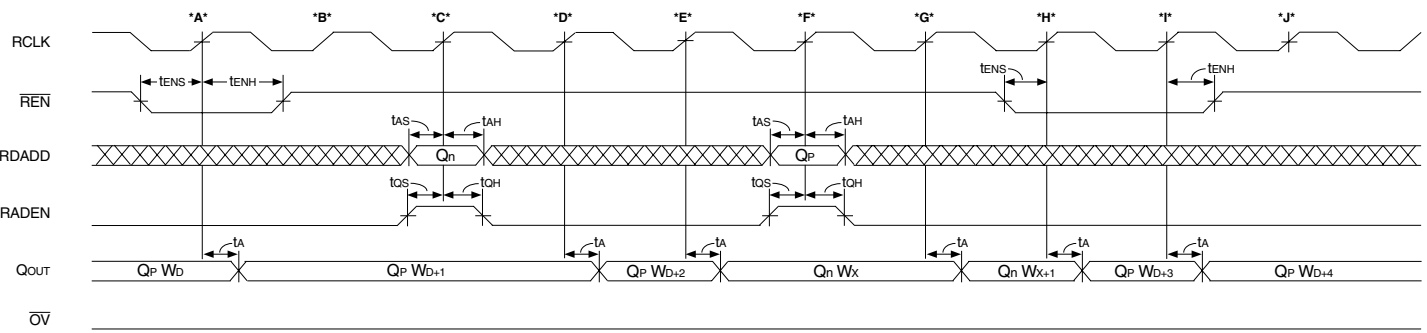 *A* *B* *C* *D* *E* *F* *G* *H* *I* *J*
RCLK
tENS tENH tENS tENH
REN
tAS tAH tAS tAH
RDADD Qn QP
tQS tQH tQS tQH
RADEN
tA tA tA tA tA tA
QOUT QP WD QP WD+1 QP WD+2 Qn WX Qn WX+1 QP WD+3 QP WD+4
OV